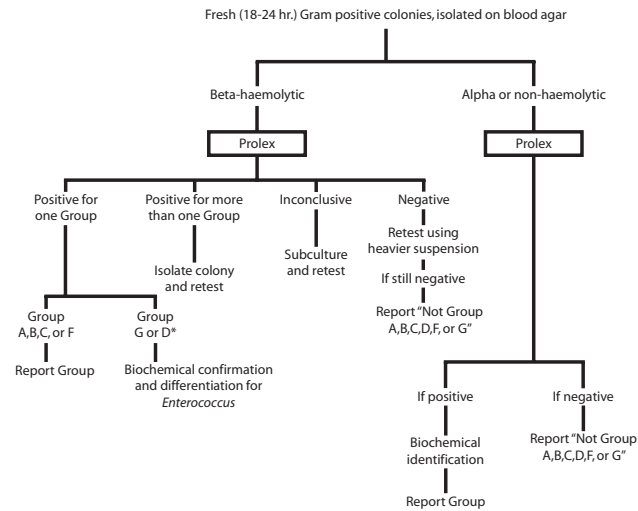 Fresh (18-24 hr.) Gram positive colonies, isolated on blood agar
Beta-haemolytic
Alpha or non-haemolytic
Prolex
Prolex
Positive for
one Group
Positive for more
than one Group
Inconclusive
Negative
Retest using
heavier suspension
Subculture
and retest
Isolate colony
and retest
If still negative
Report “Not Group
A,B,C,D,F, or G”
Group
A,B,C, or F
Group
G or D*
Report Group
Biochemical confirmation
and differentiation for
Enterococcus
If positive
If negative
Biochemical
identification
Report “Not Group
A,B,C,D,F, or G”
Report Group